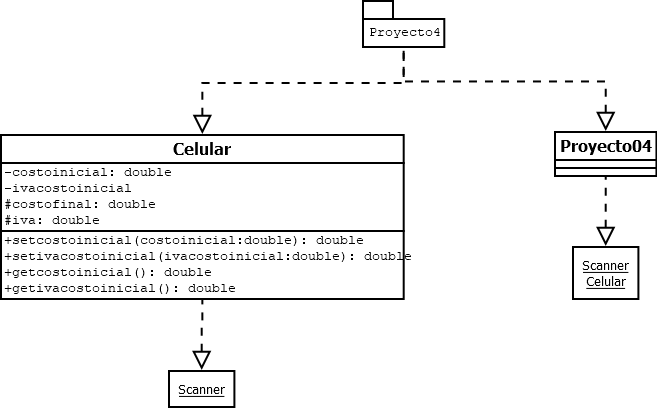 Proyecto4
Celular
-costoinicial: double
-ivacostoinicial
#costofinal: double
#iva: double
+setcostoinicial(costoinicial:double): double
+setivacostoinicial(ivacostoinicial:double): double
+getcostoinicial(): double
+getivacostoinicial(): double
Proyecto04
Scanner
Celular
Scanner